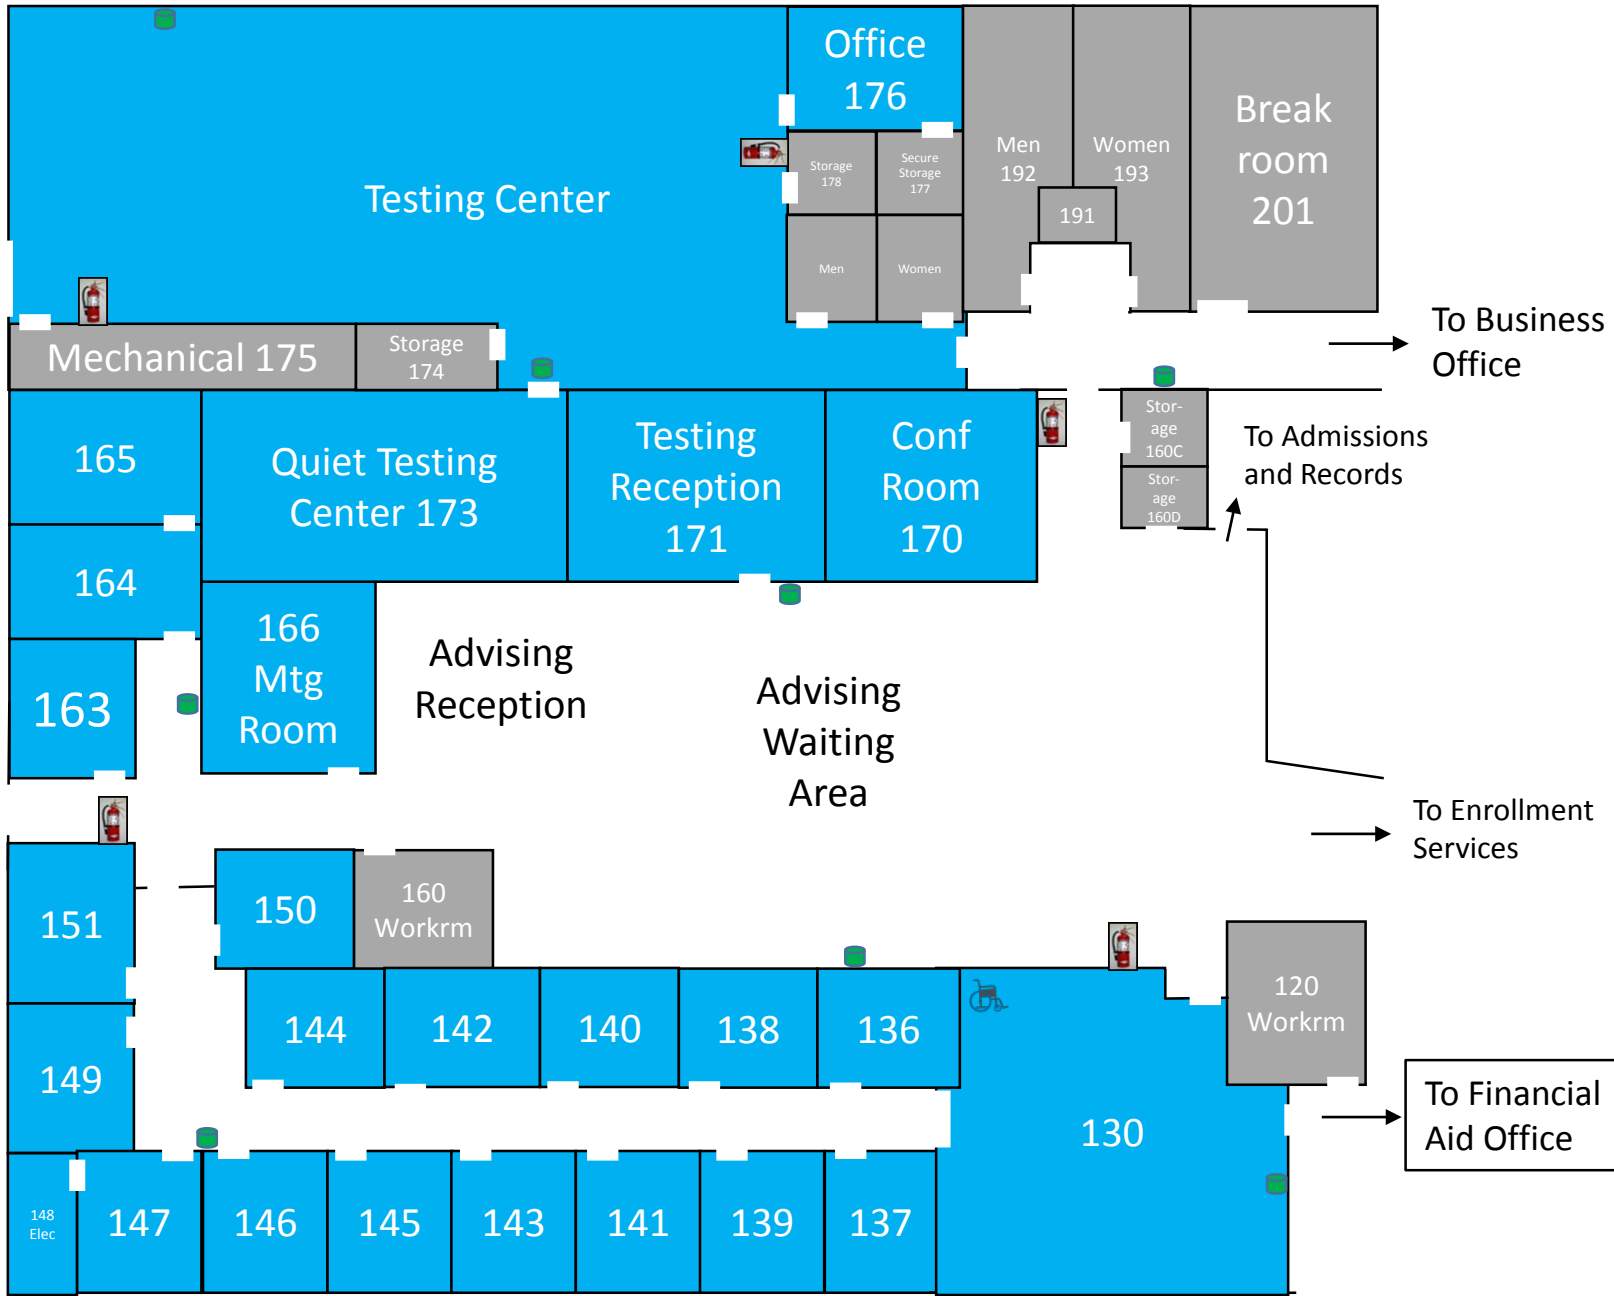 Office
176
Testing Center
Storage
178
Secure
Storage
177
Men
Women
Men
192
Women
193
191
Break
room
201
To Business
Office
Mechanical 175
Storage
174
165
Quiet Testing
Center 173
Testing
Reception
171
Conf
Room
170
Stor-
age
160C
Stor-
age
160D
To Admissions
and Records
164
163
166
Mtg
Room
Advising
Reception
Advising
Waiting
Area
To Enrollment
Services
151
150
160
Workrm
149
144
142
140
138
136
130
120
Workrm
To Financial
Aid Office
148
Elec
147
146
145
143
141
139
137